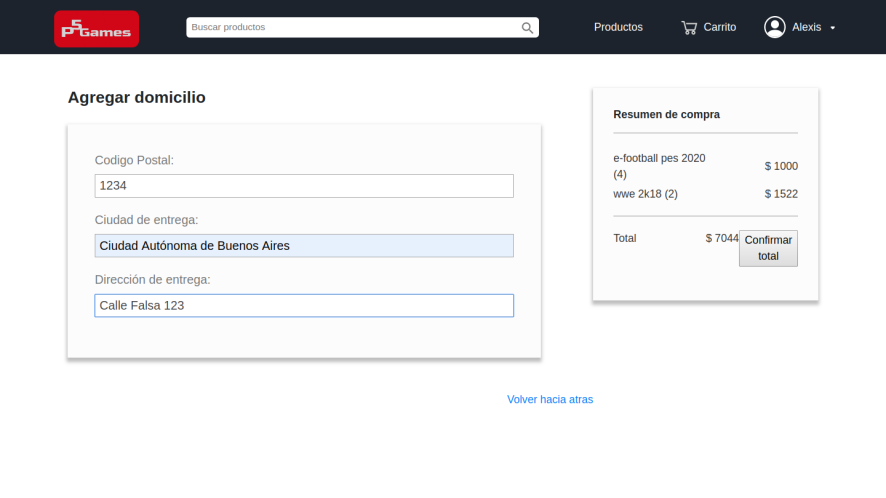 P5Games
Buscar productos
Productos
Carrito
Alexis
Agregar domicilio
Codigo Postal:
1234
Ciudad de entrega:
Ciudad Autónoma de Buenos Aires
Dirección de entrega:
Calle Falsa 123
Resumen de compra
e-football pes 2020
(4)
$ 1000
wwe 2k18 (2)
$ 1522
Total
$ 7044
Confirmar
total
Volver hacia atras